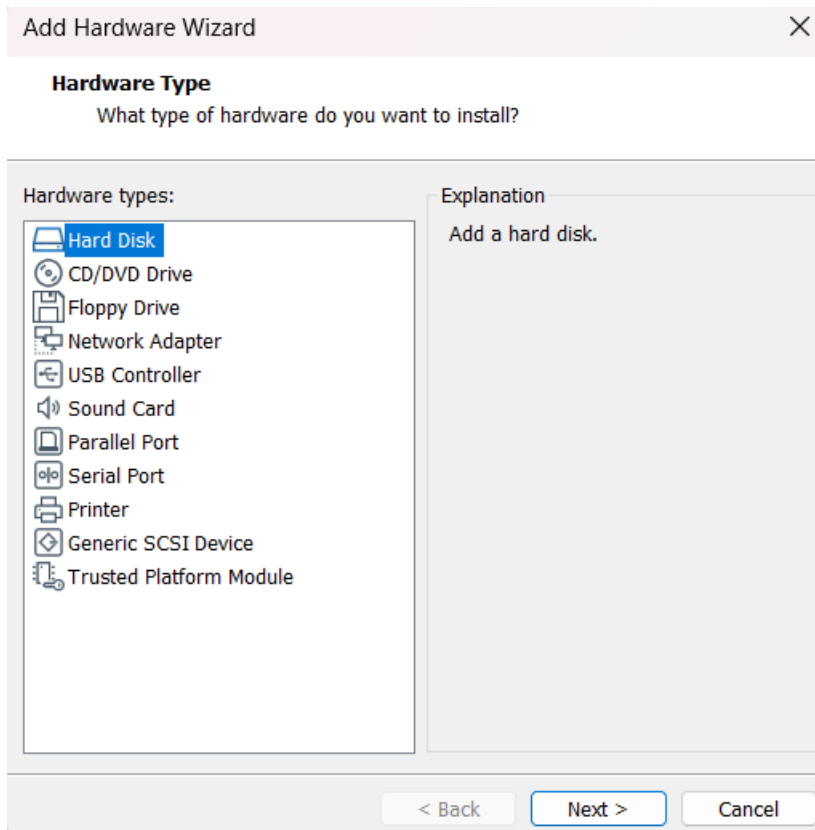 Add Hardware Wizard
Hardware Type
What type of hardware do you want to install?
Hardware types:
Hard Disk
CD/DVD Drive
Floppy Drive
Network Adapter
USB Controller
Sound Card
Parallel Port
Serial Port
Printer
Generic SCSI Device
Trusted Platform Module
Explanation
Add a hard disk.
< Back
Next >
Cancel